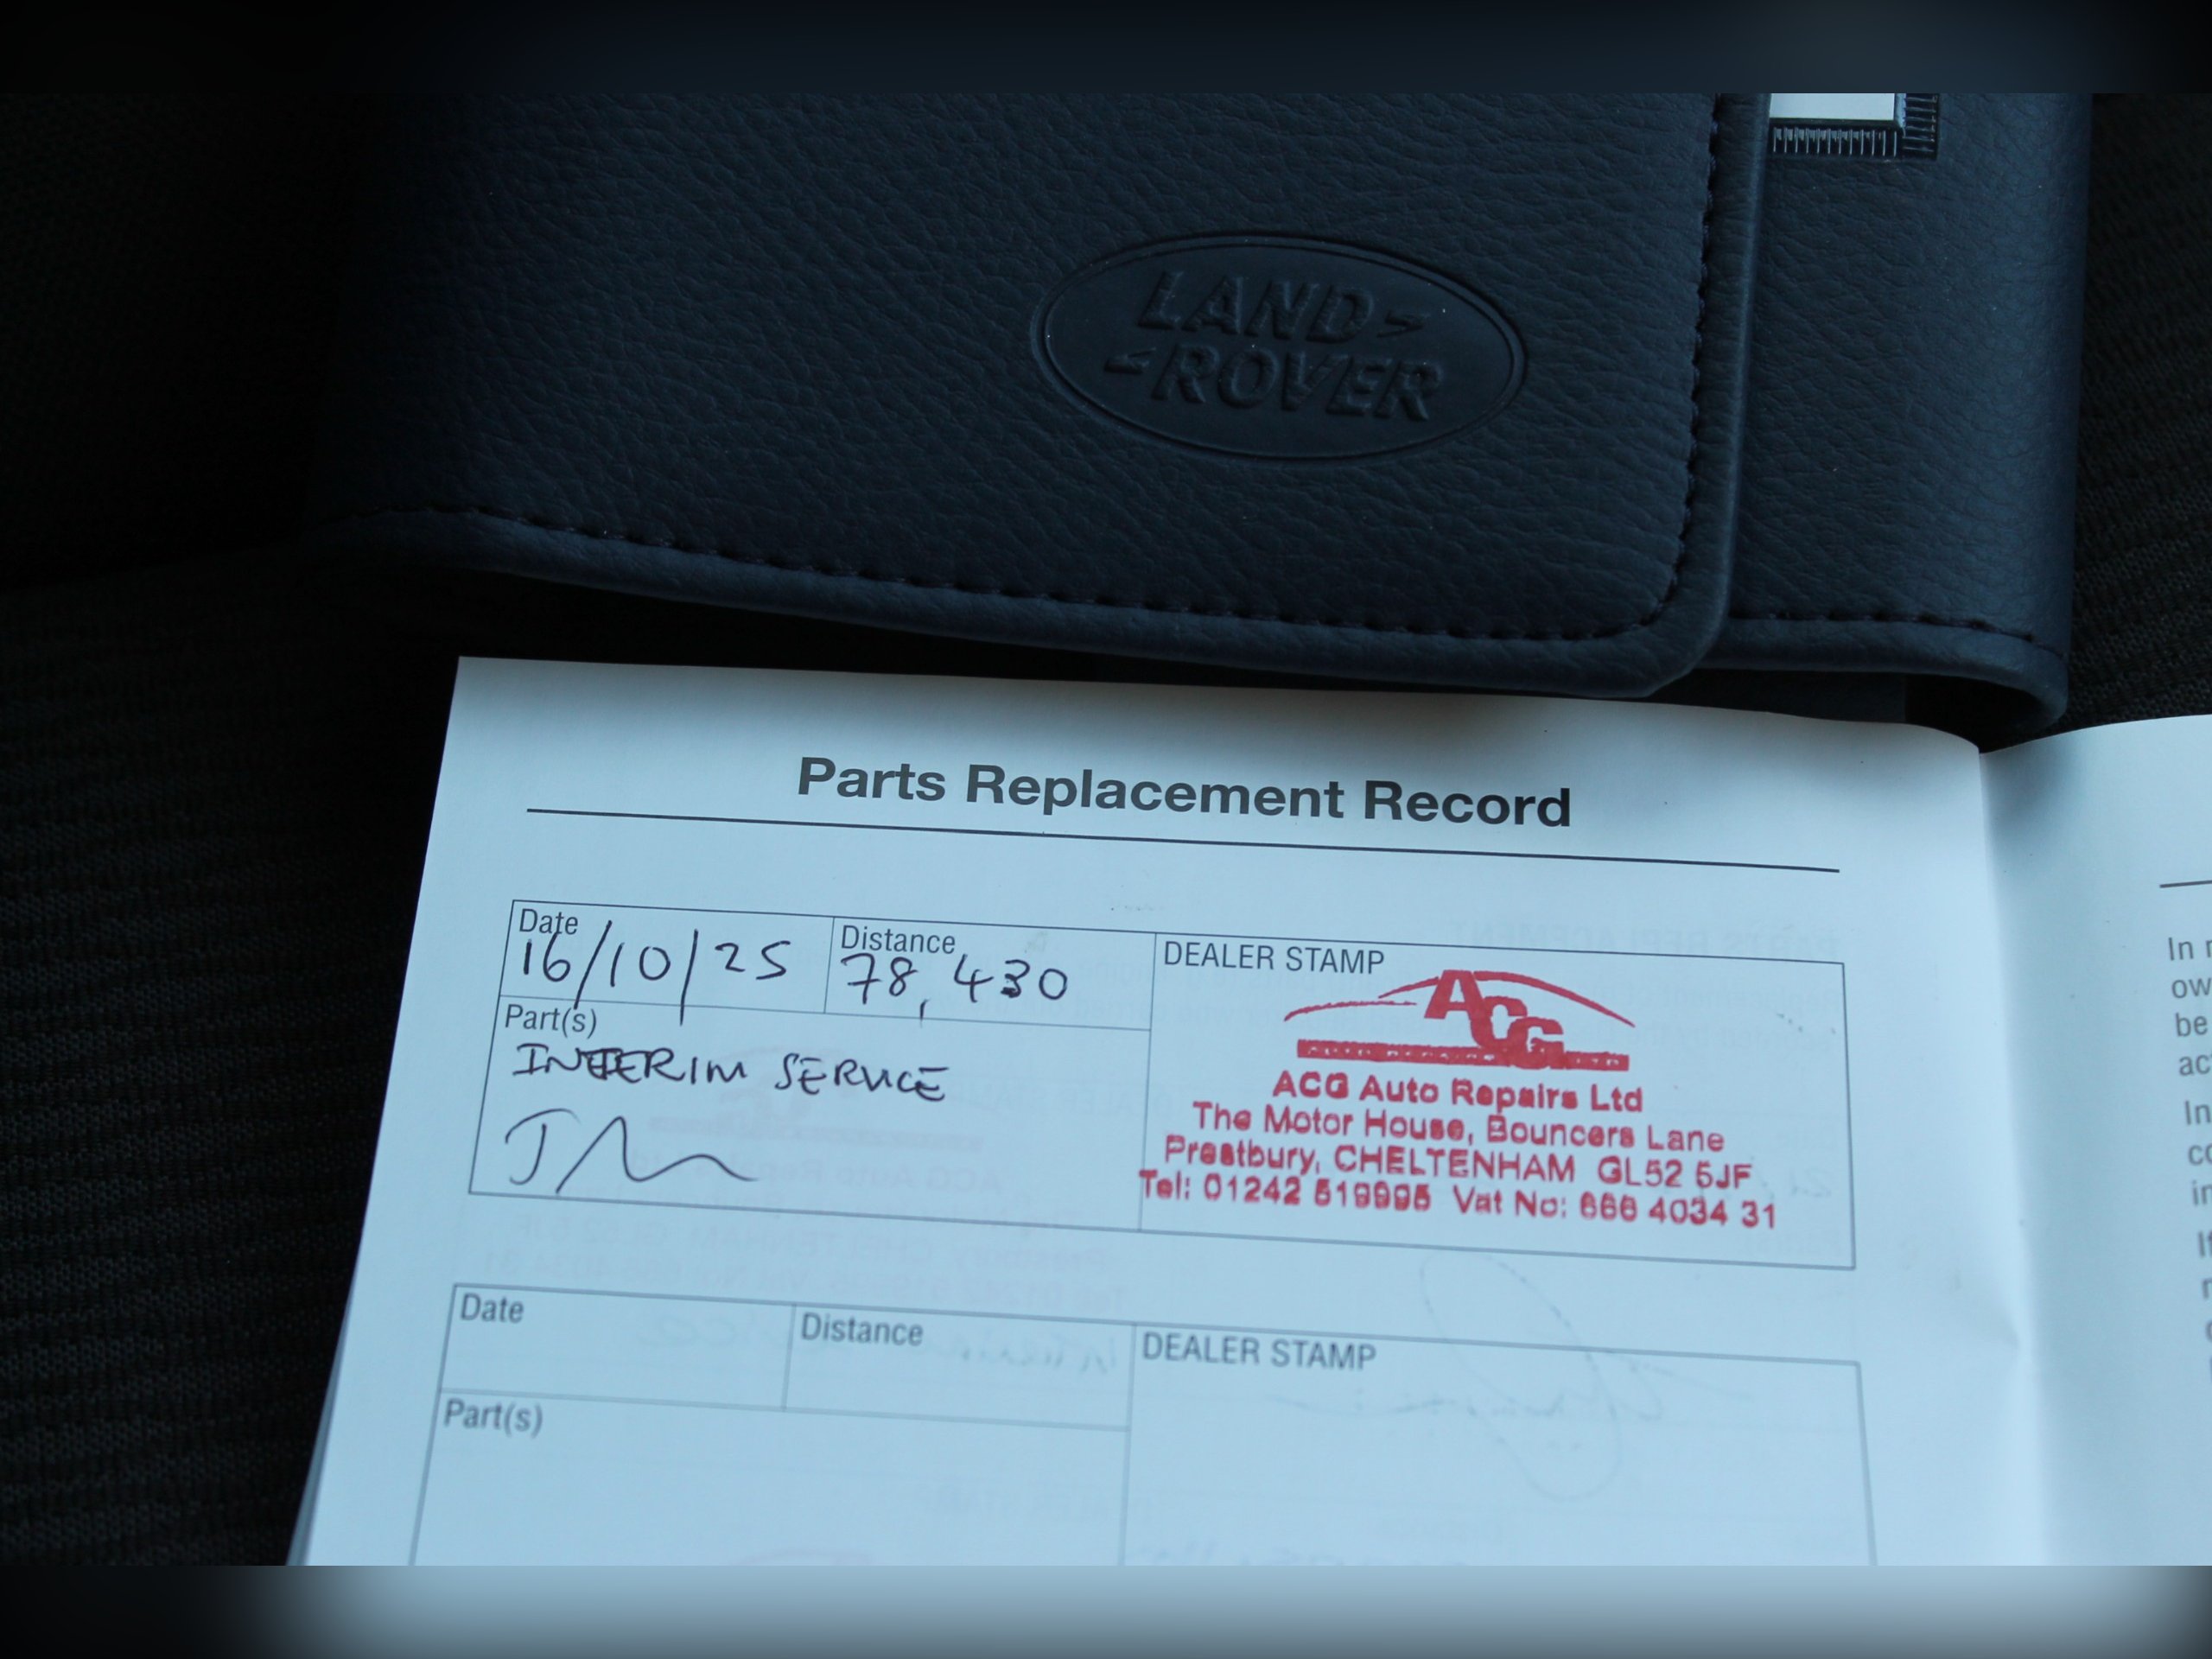 LAND
ROVER
Parts Replacement Record
Date
16/10/25
Distance
78,430
Part(s)
INTERIM SERVICE
DEALER STAMP
ACG
ACG Auto Repairs Ltd
The Motor House, Bouncers Lane
Prestbury, CHELTENHAM GL52 5JF
Tel: 01242 519995 Vat No: 666 4034 31
Date
Distance
DEALER STAMP
Part(s)